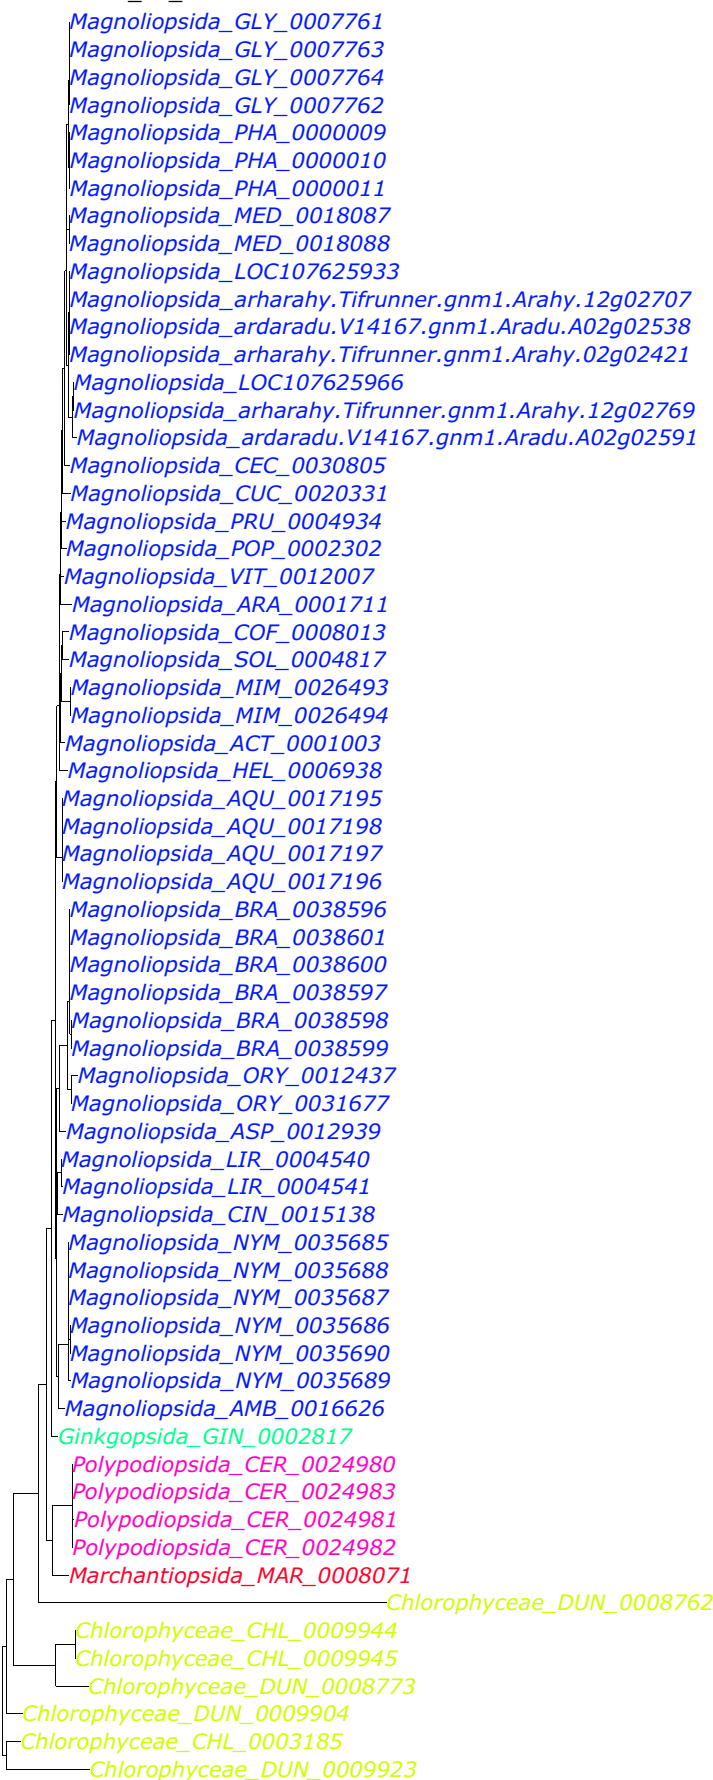 Magnoliopsida_GLY_0007761
Magnoliopsida_GLY_0007763
Magnoliopsida_GLY_0007764
Magnoliopsida_GLY_0007762
Magnoliopsida_PHA_0000009
Magnoliopsida_PHA_0000010
Magnoliopsida_PHA_0000011
Magnoliopsida_MED_0018087
Magnoliopsida_MED_0018088
Magnoliopsida_LOC107625933
Magnoliopsida_arharahy.Tifrunner.gnm1.Arahy.12g02707
Magnoliopsida_ardaradu.V14167.gnm1.Aradu.A02g02538
Magnoliopsida_arharahy.Tifrunner.gnm1.Arahy.02g02421
Magnoliopsida_LOC107625966
Magnoliopsida_arharahy.Tifrunner.gnm1.Arahy.12g02769
Magnoliopsida_ardaradu.V14167.gnm1.Aradu.A02g02591
Magnoliopsida_CEC_0030805
Magnoliopsida_CUC_0020331
Magnoliopsida_PRU_0004934
Magnoliopsida_POP_0002302
Magnoliopsida_VIT_0012007
Magnoliopsida_ARA_0001711
Magnoliopsida_COF_0008013
Magnoliopsida_SOL_0004817
Magnoliopsida_MIM_0026493
Magnoliopsida_MIM_0026494
Magnoliopsida_ACT_0001003
Magnoliopsida_HEL_0006938
Magnoliopsida_AQU_0017195
Magnoliopsida_AQU_0017198
Magnoliopsida_AQU_0017197
Magnoliopsida_AQU_0017196
Magnoliopsida_BRA_0038596
Magnoliopsida_BRA_0038601
Magnoliopsida_BRA_0038600
Magnoliopsida_BRA_0038597
Magnoliopsida_BRA_0038598
Magnoliopsida_BRA_0038599
Magnoliopsida_ORY_0012437
Magnoliopsida_ORY_0031677
Magnoliopsida_ASP_0012939
Magnoliopsida_LIR_0004540
Magnoliopsida_LIR_0004541
Magnoliopsida_CIN_0015138
Magnoliopsida_NYM_0035685
Magnoliopsida_NYM_0035688
Magnoliopsida_NYM_0035687
Magnoliopsida_NYM_0035686
Magnoliopsida_NYM_0035690
Magnoliopsida_NYM_0035689
Magnoliopsida_AMB_0016626
Ginkgopsida_GIN_0002817
Polypodiopsida_CER_0024980
Polypodiopsida_CER_0024983
Polypodiopsida_CER_0024981
Polypodiopsida_CER_0024982
Marchantiopsida_MAR_0008071
Chlorophyceae_DUN_0008762
Chlorophyceae_CHL_0009944
Chlorophyceae_CHL_0009945
Chlorophyceae_DUN_0008773
Chlorophyceae_DUN_0009904
Chlorophyceae_CHL_0003185
Chlorophyceae_DUN_0009923